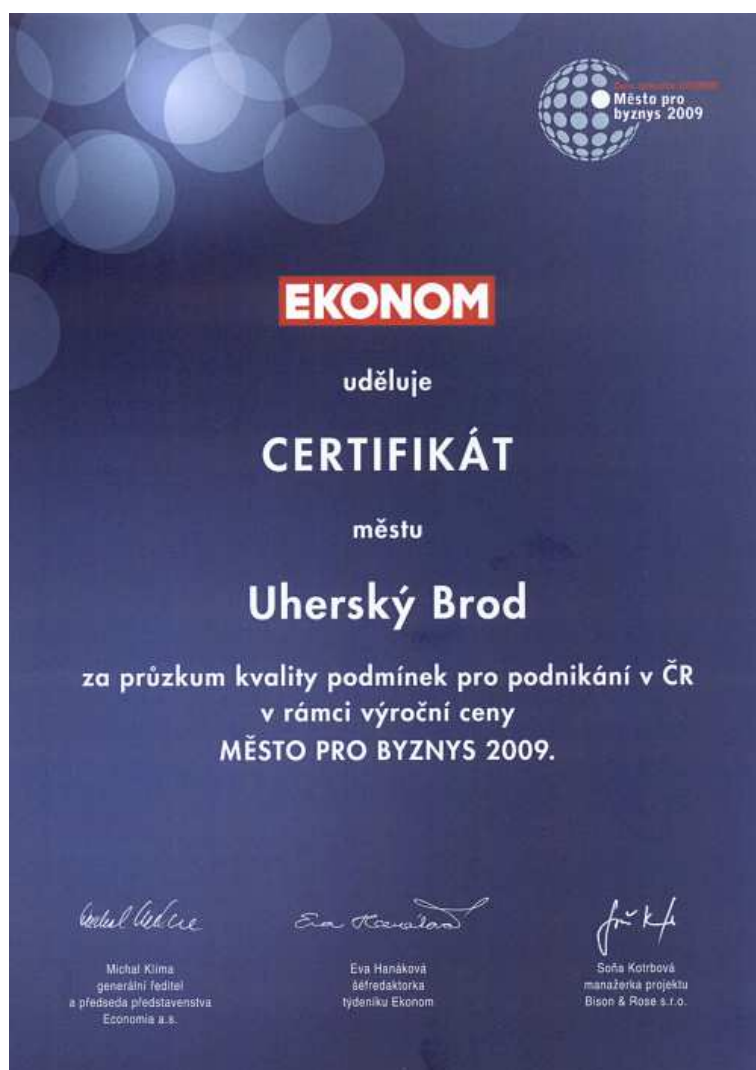 Město pro
byznys 2009
EKONOM
uděluje
CERTIFIKÁT
městu
Uherský Brod
za průzkum kvality podmínek pro podnikání v ČR
v rámci výroční ceny
MĚSTO PRO BYZNYS 2009.
Michal Klíma
generální ředitel
a předseda představenstva
Economia a.s.
Eva Hanáková
šéfredaktorka
týdeníku Ekonom
Soňa Kotrbová
manažerka projektu
Bison & Rose s.r.o.